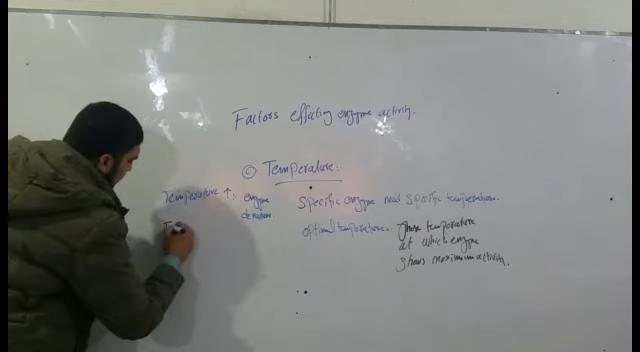 Factors effecting enzyme activity.
© Temperature:
Temperature ↑: enzyme denature
Specific enzyme need specific temperature.
optimal temperature. Those temperature
at which enzyme
shows maximum activity.
Te